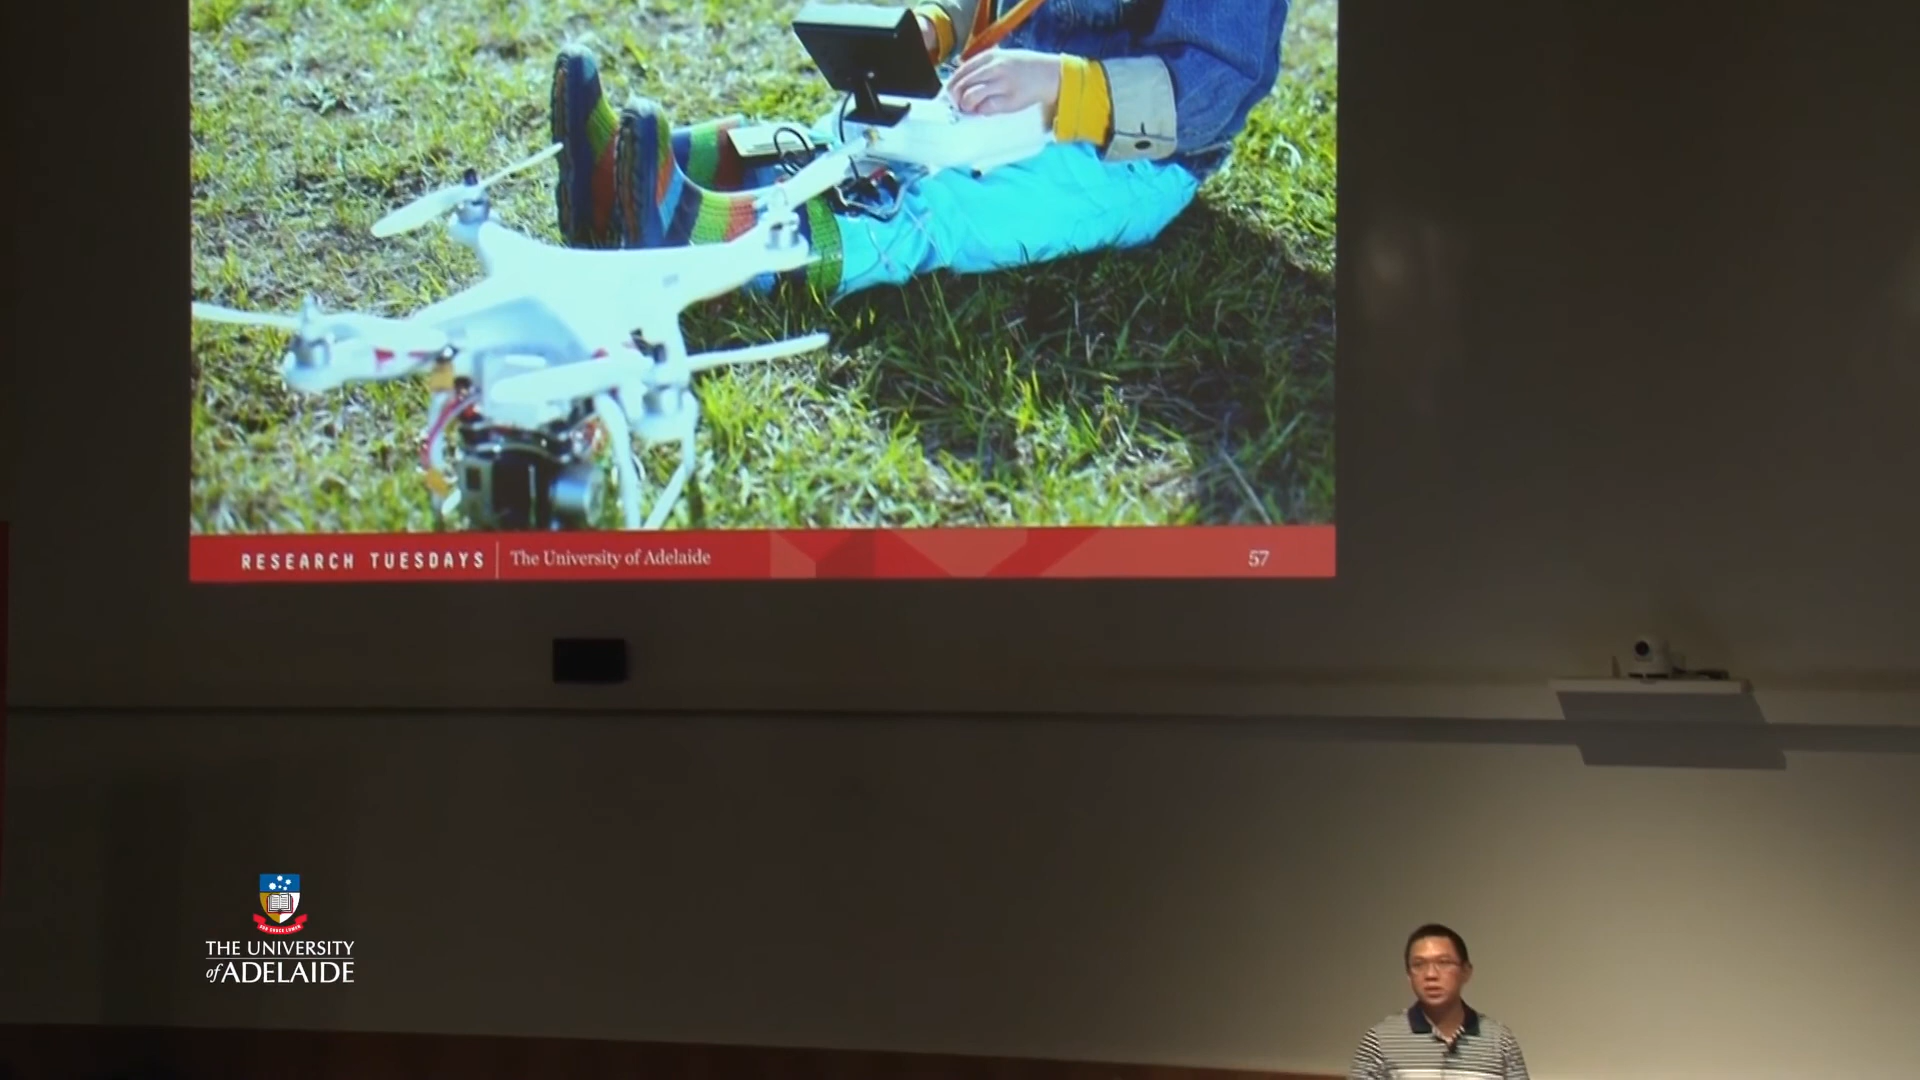 RESEARCH TUESDAYS
The University of Adelaide
57
THE UNIVERSITY
of ADELAIDE